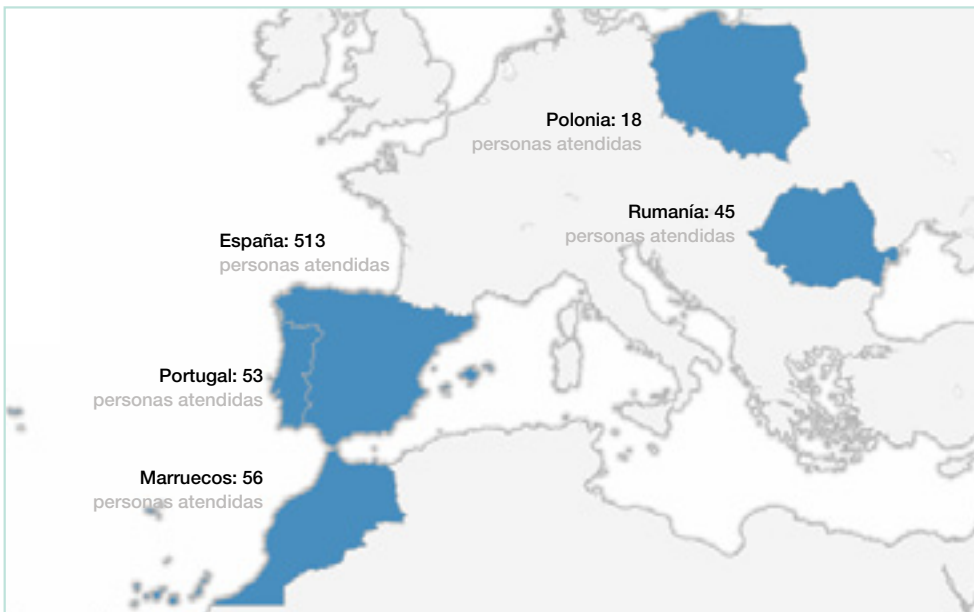 Polonia: 18
personas atendidas
Rumanía: 45
personas atendidas
España: 513
personas atendidas
Portugal: 53
personas atendidas
Marruecos: 56
personas atendidas